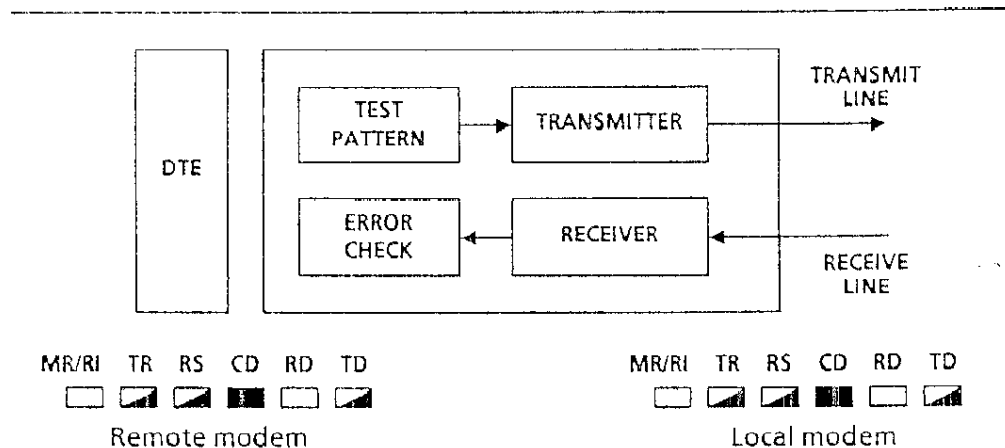 TRANSMIT
LINE
TEST
PATTERN
TRANSMITTER
DTE
ERROR
CHECK
RECEIVER
RECEIVE
LINE
MR/RI TR RS CD RD TD
MR/RI TR RS CD RD TD
Remote modem
Local modem